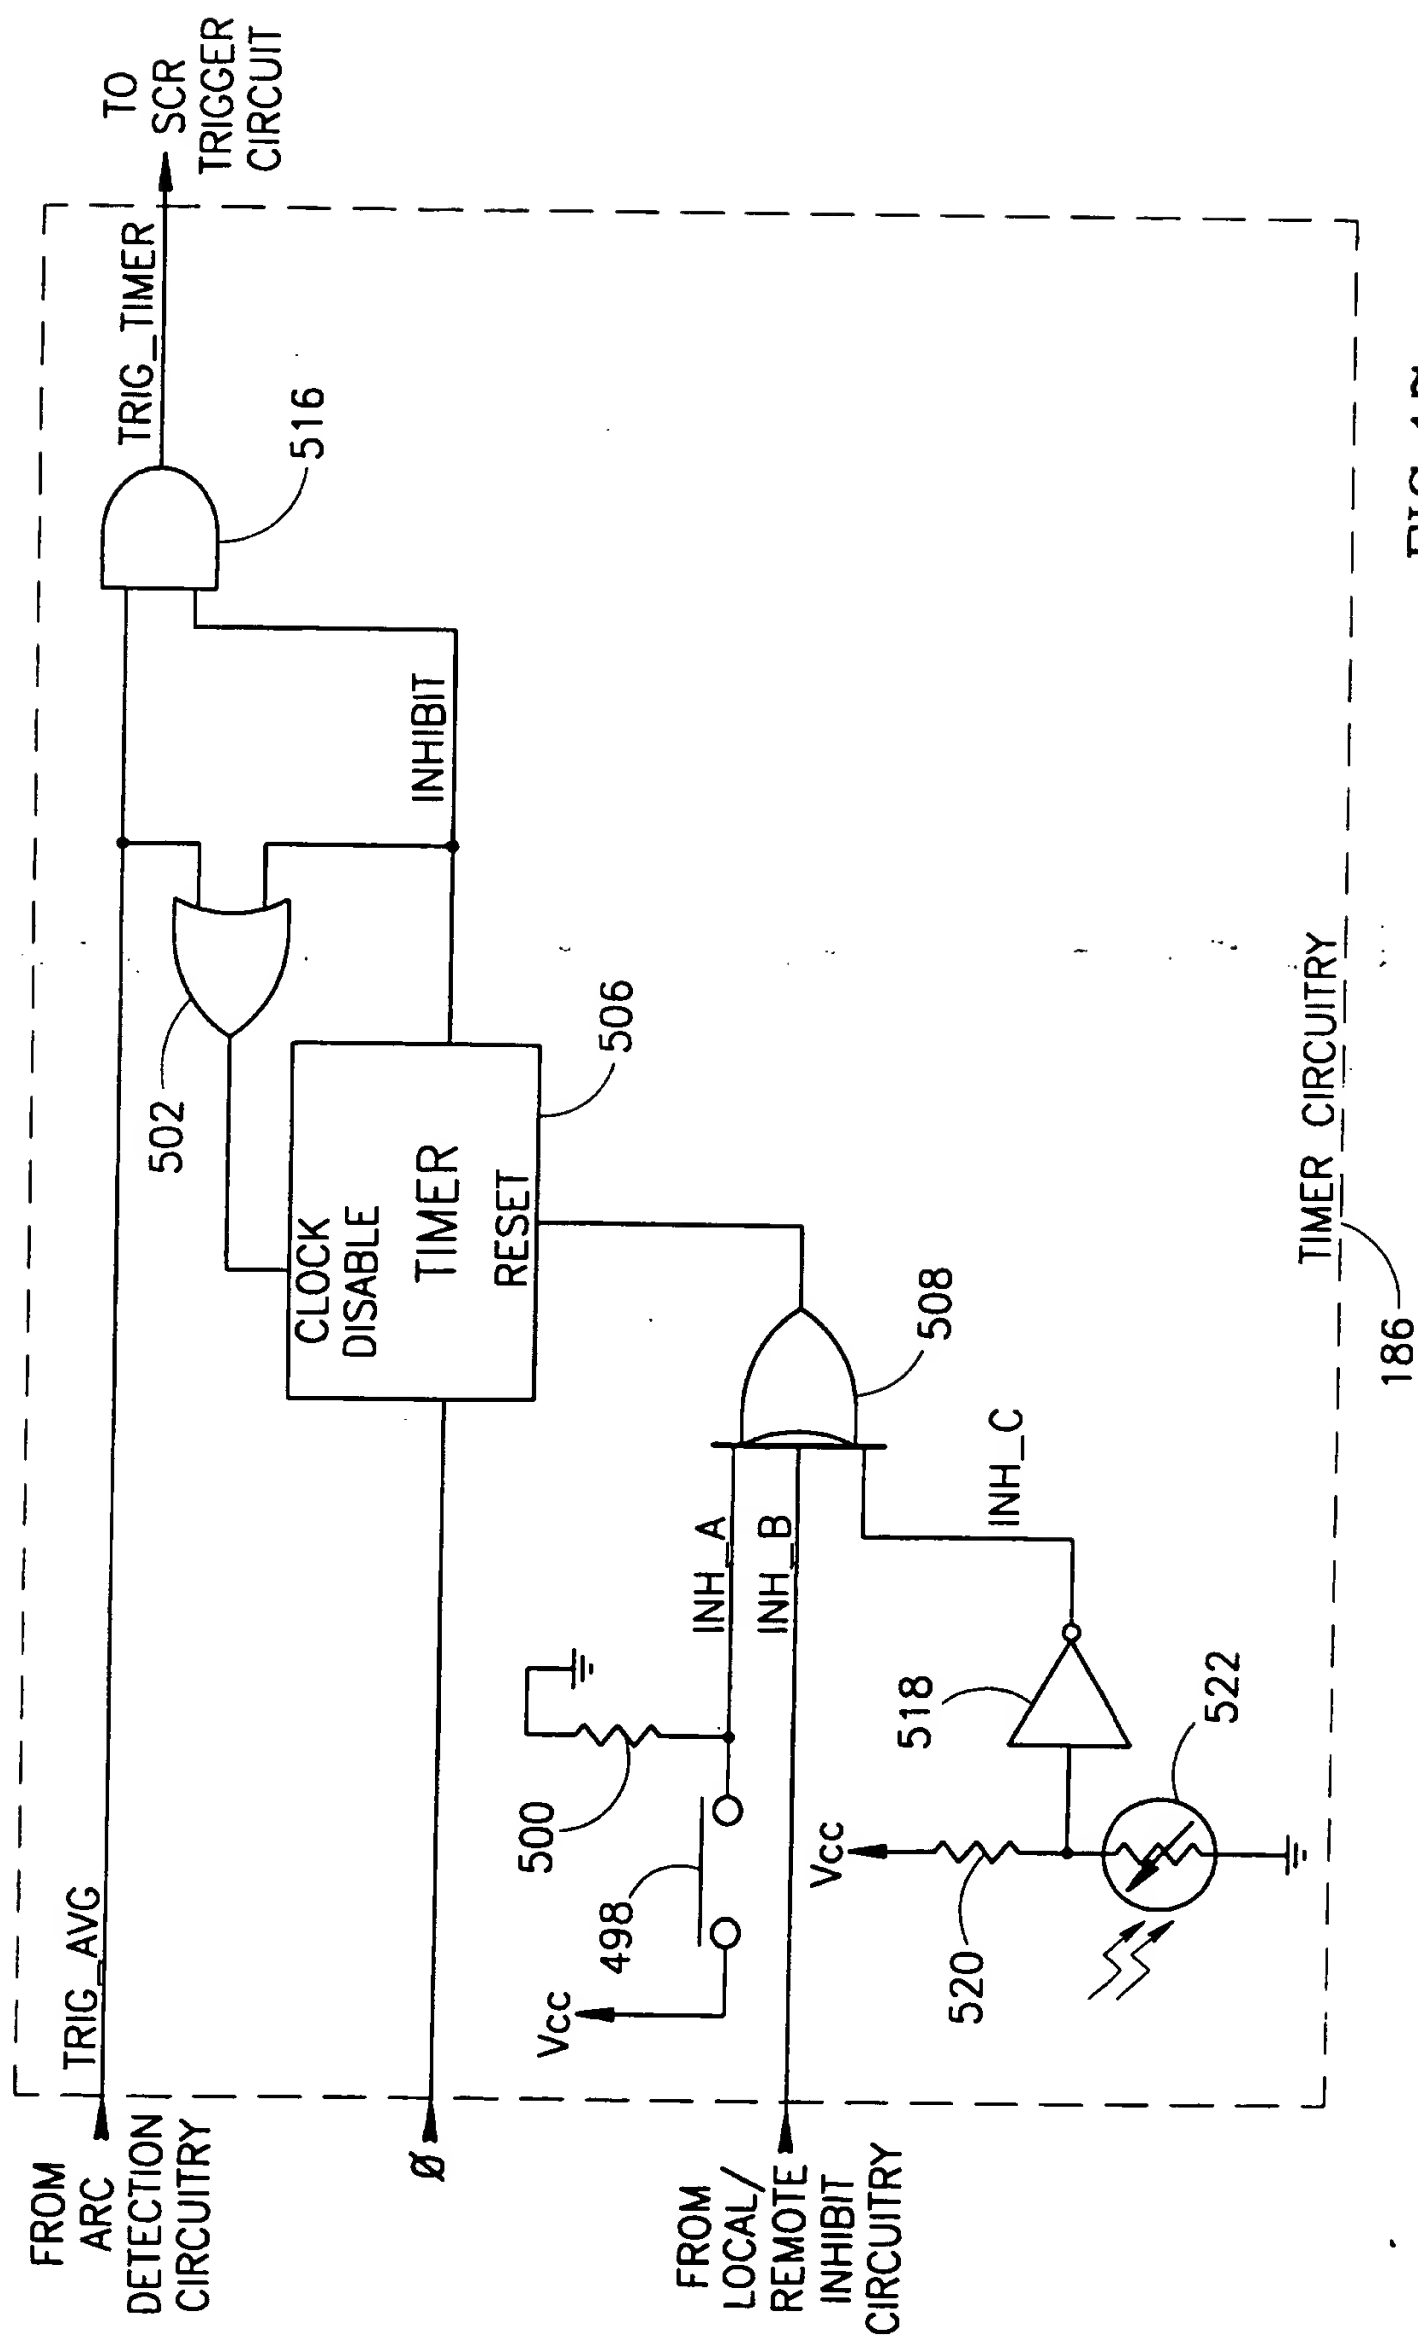 FROM
ARC
DETECTION
CIRCUITRY
TRIG_AVG
TRIG_TIMER
TO
SCR
TRIGGER
CIRCUIT
516
502
INHIBIT
CLOCK
DISABLE
TIMER
RESET
506
Ø
Vcc
498
500
INH_A
INH_B
508
FROM
LOCAL/
REMOTE
INHIBIT
CIRCUITRY
Vcc
518
INH_C
520
522
TIMER CIRCUITRY
186